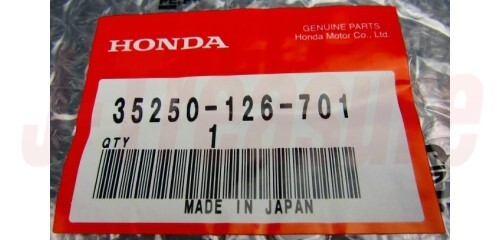 GENUINE PARTS
Honda Motor Co., Ltd.
HONDA
35250-126-701
QTY 1
MADE IN JAPAN